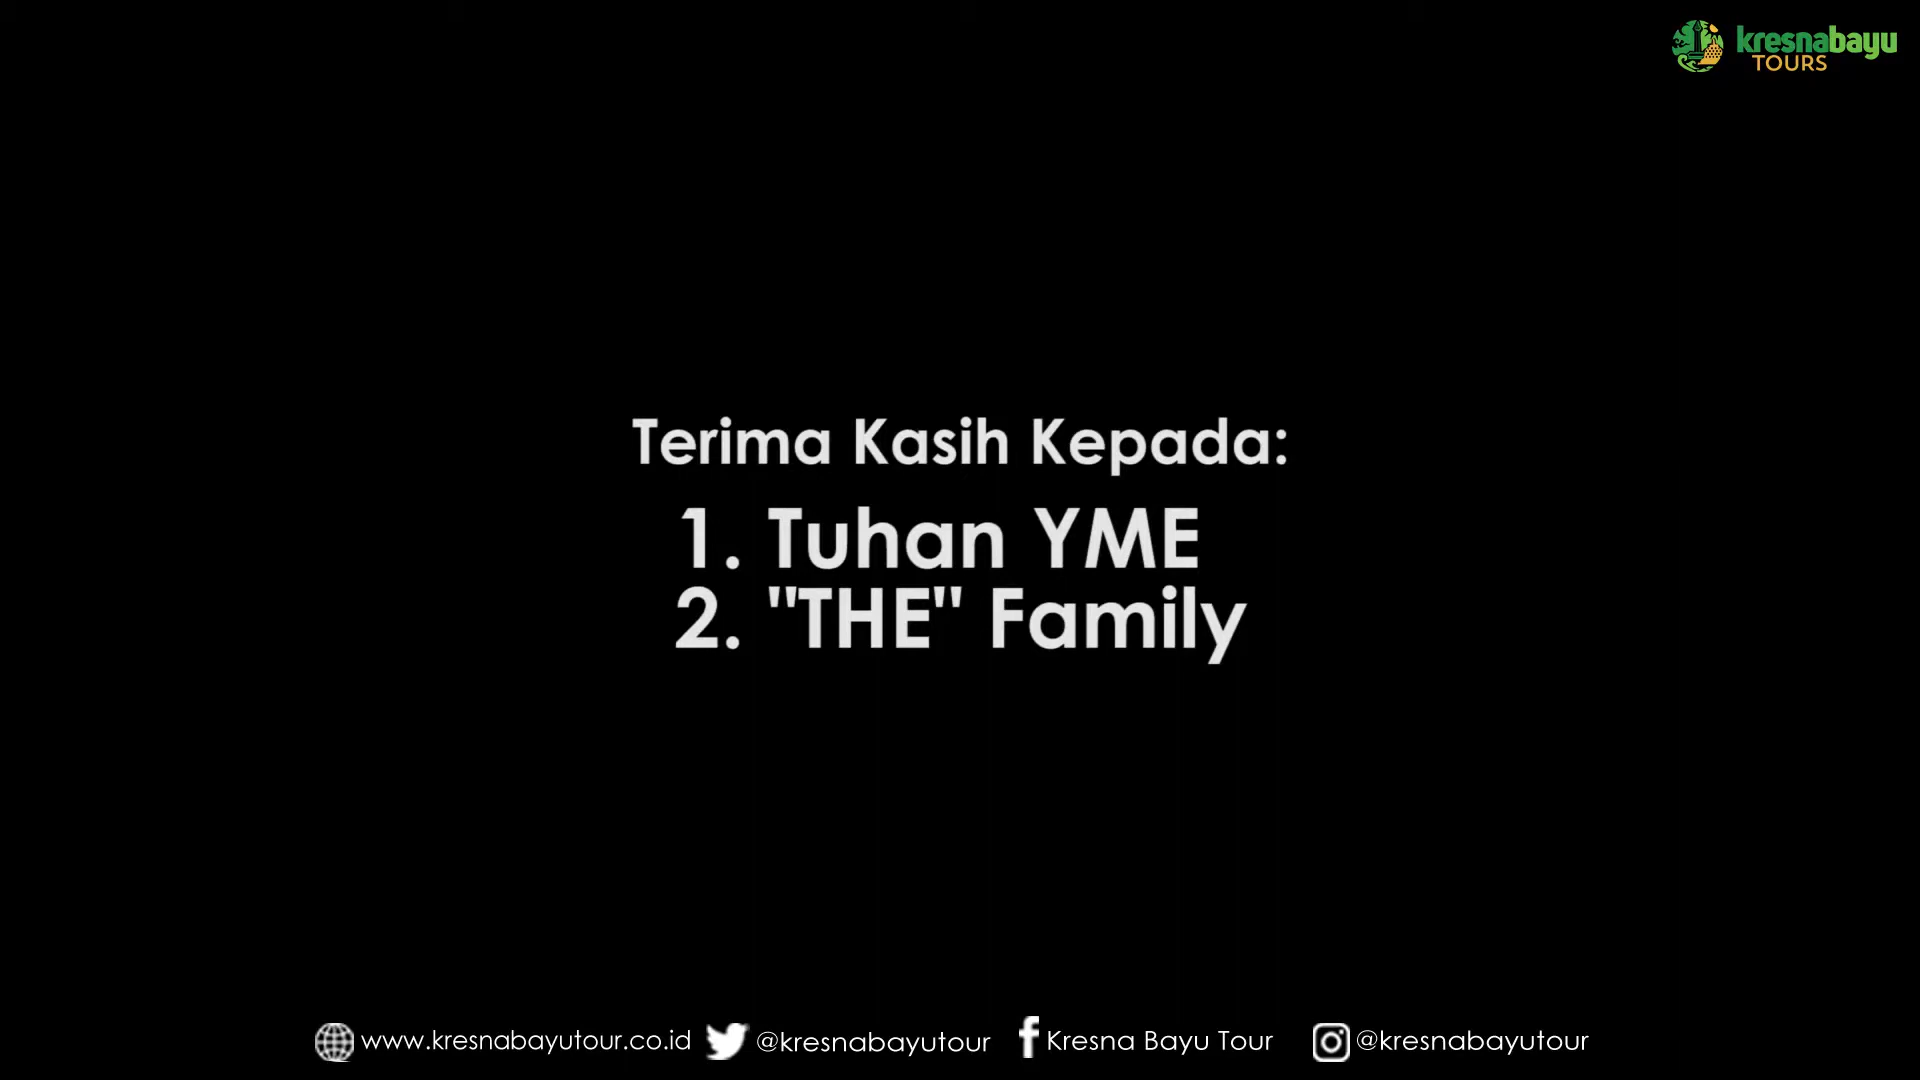 kresnabayu
TOURS
Terima Kasih Kepada:
1. Tuhan YME
2. "THE" Family
www.kresnabayutour.co.id @kresnabayutour Kresna Bayu Tour @kresnabayutour